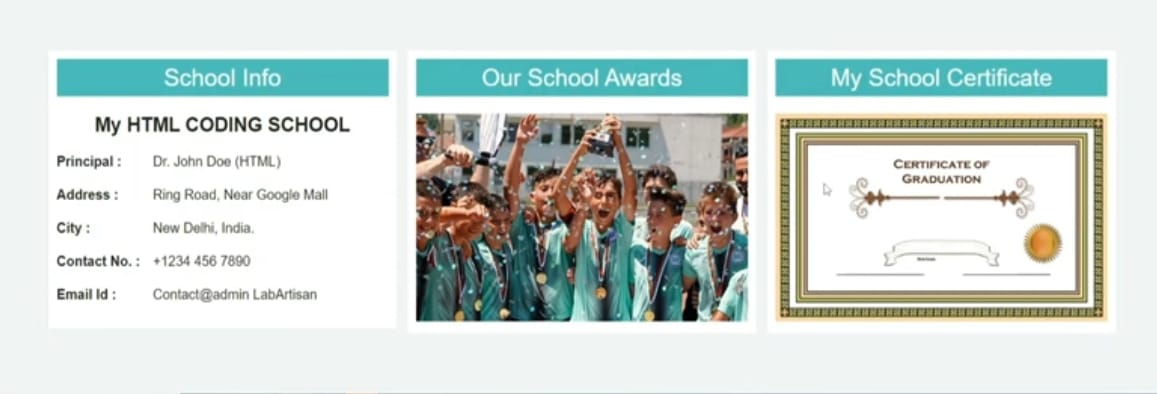 School Info
My HTML CODING SCHOOL
Principal : Dr. John Doe (HTML)
Address : Ring Road, Near Google Mall
City : New Delhi, India.
Contact No. : +1234 456 7890
Email Id : Contact@admin LabArtisan
Our School Awards
My School Certificate
CERTIFICATE OF
GRADUATION